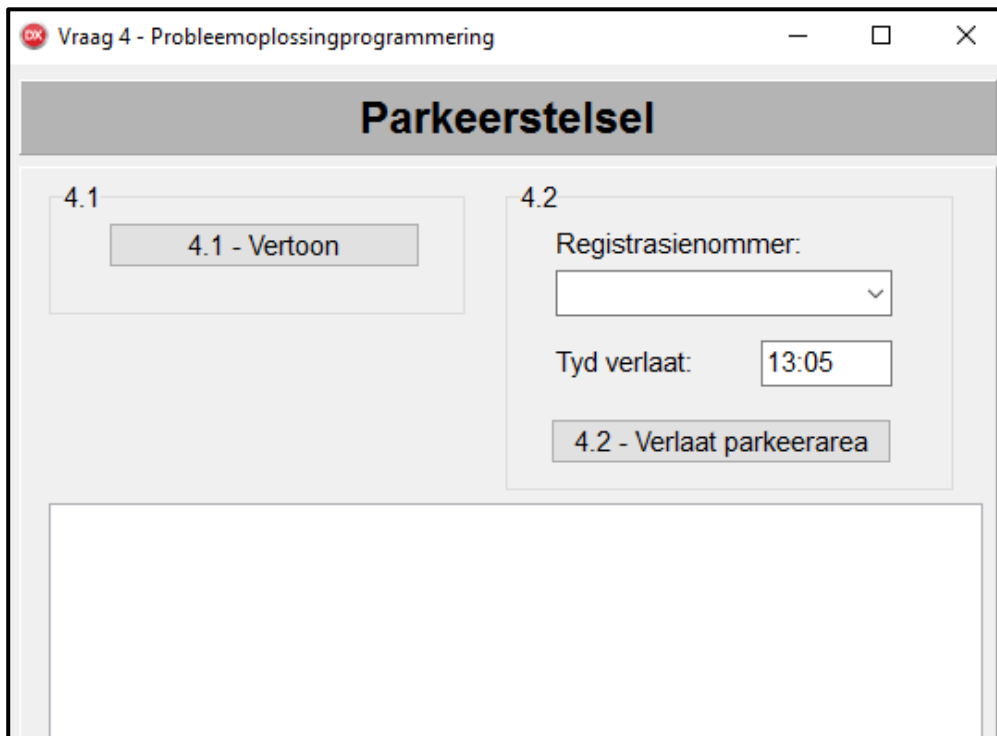 DX Vraag 4 - Probleemoplossingprogrammering
Parkeerstelsel
4.1
4.1 - Vertoon
4.2
Registrasienommer:
Tyd verlaat:
13:05
4.2 - Verlaat parkeerarea